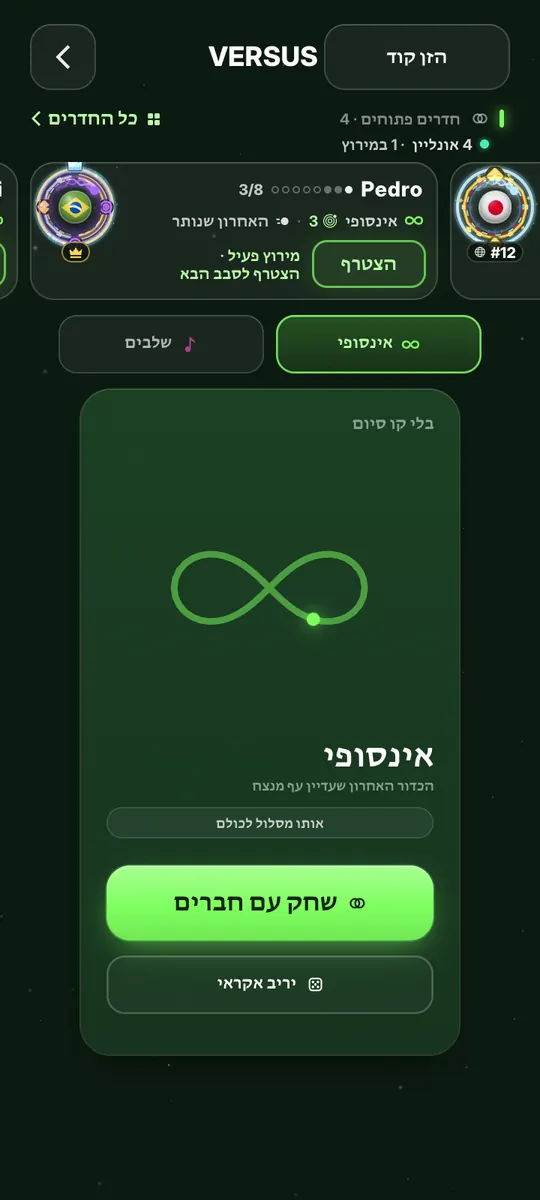 הזן קוד
VERSUS
חדרים פתוחים · 4
כל החדרים
4 אונליין · 1 במירוץ
Pedro 3/8
אינסופי 3 · האחרון שנותר
הצטרף
מירוץ פעיל ·
הצטרף לסבב הבא
#12
i
אינסופי
שלבים
בלי קו סיום
אינסופי
הכדור האחרון שעדיין עף מנצח
אותו מסלול לכולם
שחק עם חברים
יריב אקראי